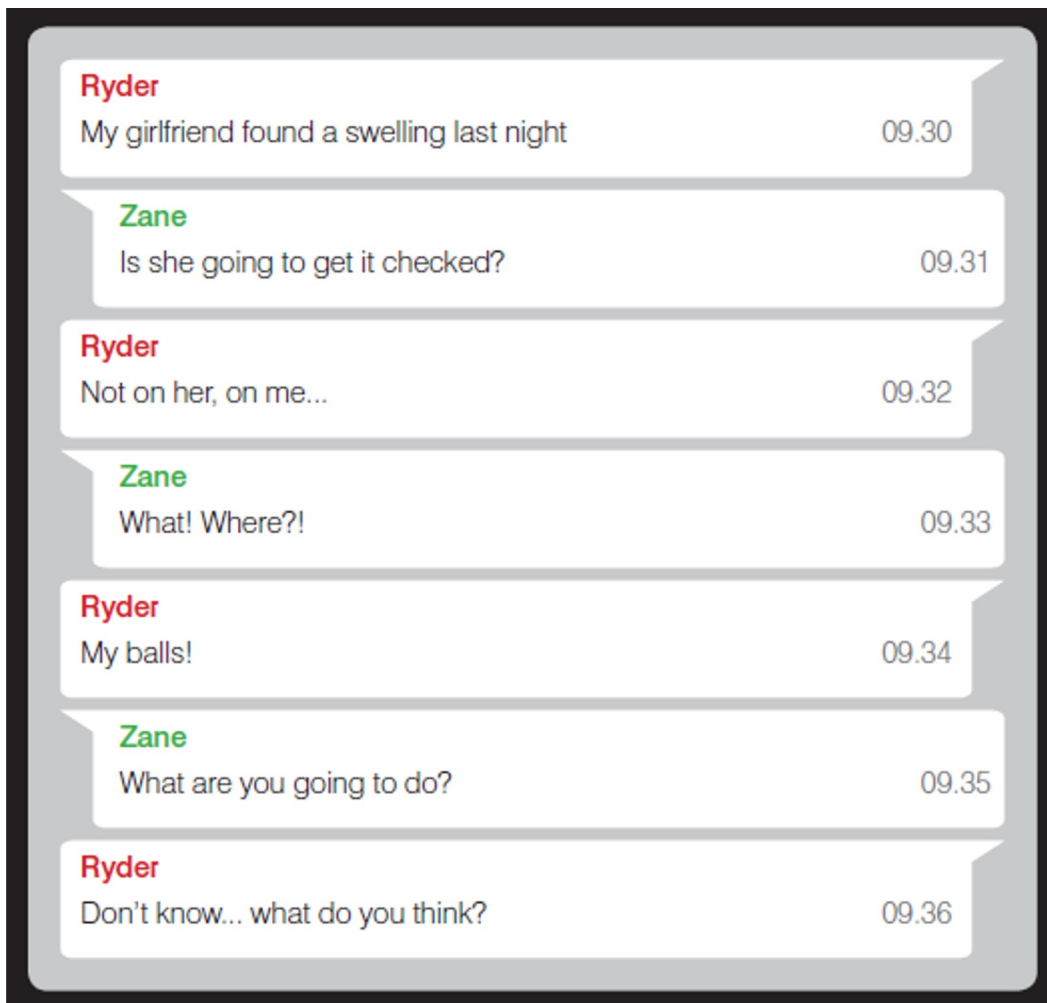 Ryder
My girlfriend found a swelling last night 09.30
Zane
Is she going to get it checked? 09.31
Ryder
Not on her, on me... 09.32
Zane
What! Where?! 09.33
Ryder
My balls! 09.34
Zane
What are you going to do? 09.35
Ryder
Don’t know... what do you think? 09.36